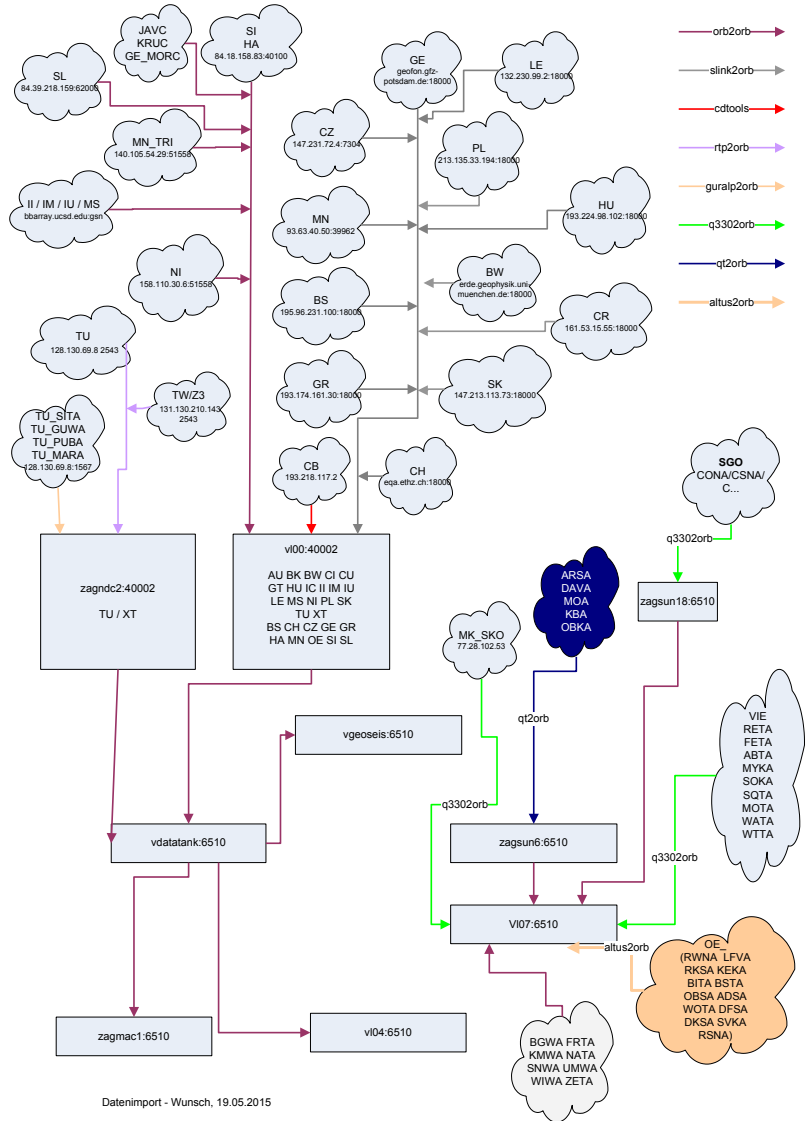 JAVC
KRUC
GE_MORC
SI
HA
84.18.158.83:40100
GE
geofon.gfz-
potsdam.de:18000
LE
132.230.99.2:18000
orb2orb
slink2orb
cdtools
rtp2orb
guralp2orb
q3302orb
qt2orb
altus2orb
SL
84.39.218.159:62000
MN_TRI
140.105.54.29:51558
CZ
147.231.72.4:7304
PL
213.135.33.194:18000
II / IM / IU / MS
bbarray.ucsd.edu:gsn
MN
93.63.40.50:39962
HU
193.224.98.102:18000
NI
158.110.30.6:51558
BW
erde.geophysik.uni
muenchen.de:18000
BS
195.96.231.100:18000
CR
161.53.15.55:18000
TU
128.130.69.8 2543
TW/Z3
131.130.210.143
2543
GR
193.174.161.30:18000
SK
147.213.113.73:18000
TU_SITA
TU_GUWA
TU_PUBA
TU_MARA
128.130.69.8:1567
CB
193.218.117.2
CH
eqa.ethz.ch:18000
SGO
CONA/CSNA/
C...
q3302orb
zagndc2:40002
TU / XT
vl00:40002
AU BK BW CI CU
GT HU IC II IM IU
LE MS NI PL SK
TU XT
BS CH CZ GE GR
HA MN OE SI SL
ARSA
DAVA
MOA
KBA
OBKA
zagsun18:6510
MK_SKO
77.28.102.53
qt2orb
vgeoseis:6510
VIE
RETA
FETA
ABTA
MYKA
SOKA
SQTA
MOTA
WATA
WTTA
q3302orb
vdatatank:6510
zagsun6:6510
q3302orb
Vl07:6510
altus2orb
OE_
(RWNA LFVA
RKSA KEKA
BITA BSTA
OBSA ADSA
WOTA DFSA
DKSA SVKA
RSNA)
zagmac1:6510
vl04:6510
BGWA FRTA
KMWA NATA
SNWA UMWA
WIWA ZETA
Datenimport - Wunsch, 19.05.2015